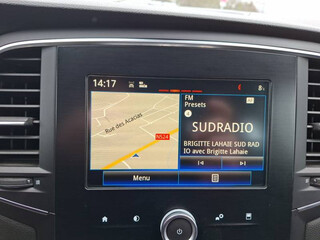 14:17
FM
Presets
Rue des Acacias
N524
SUDRADIO
BRIGITTE LAHAIE SUD RAD
IO avec Brigitte Lahaie
Menu